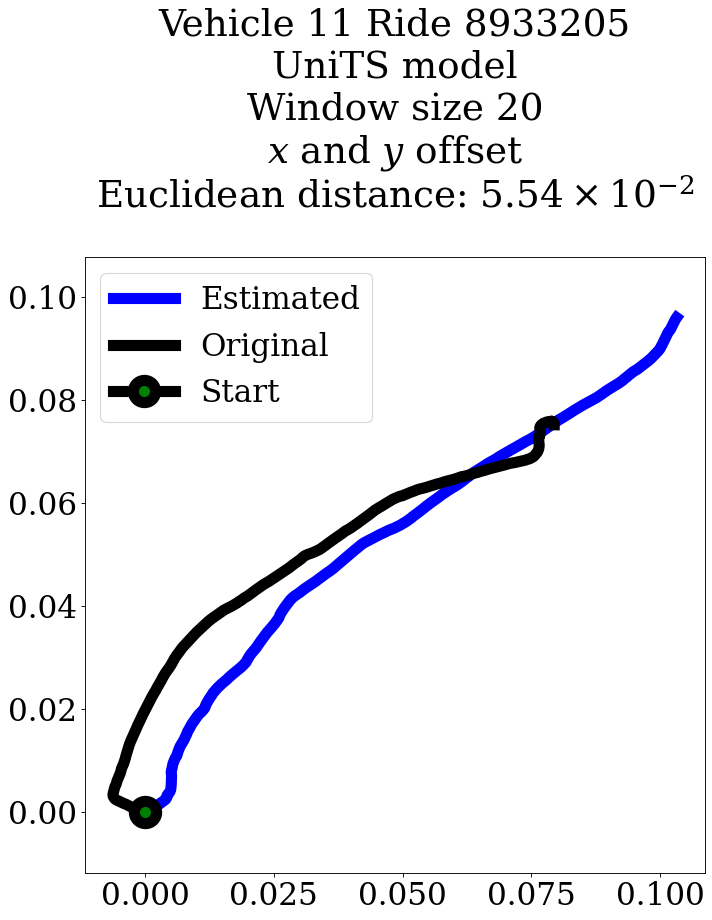 Vehicle 11 Ride 8933205
UniTS model
Window size 20
x and y offset
Euclidean distance: 5.54 × 10⁻²
Estimated
Original
Start
0.10
0.08
0.06
0.04
0.02
0.00
0.000 0.025 0.050 0.075 0.100